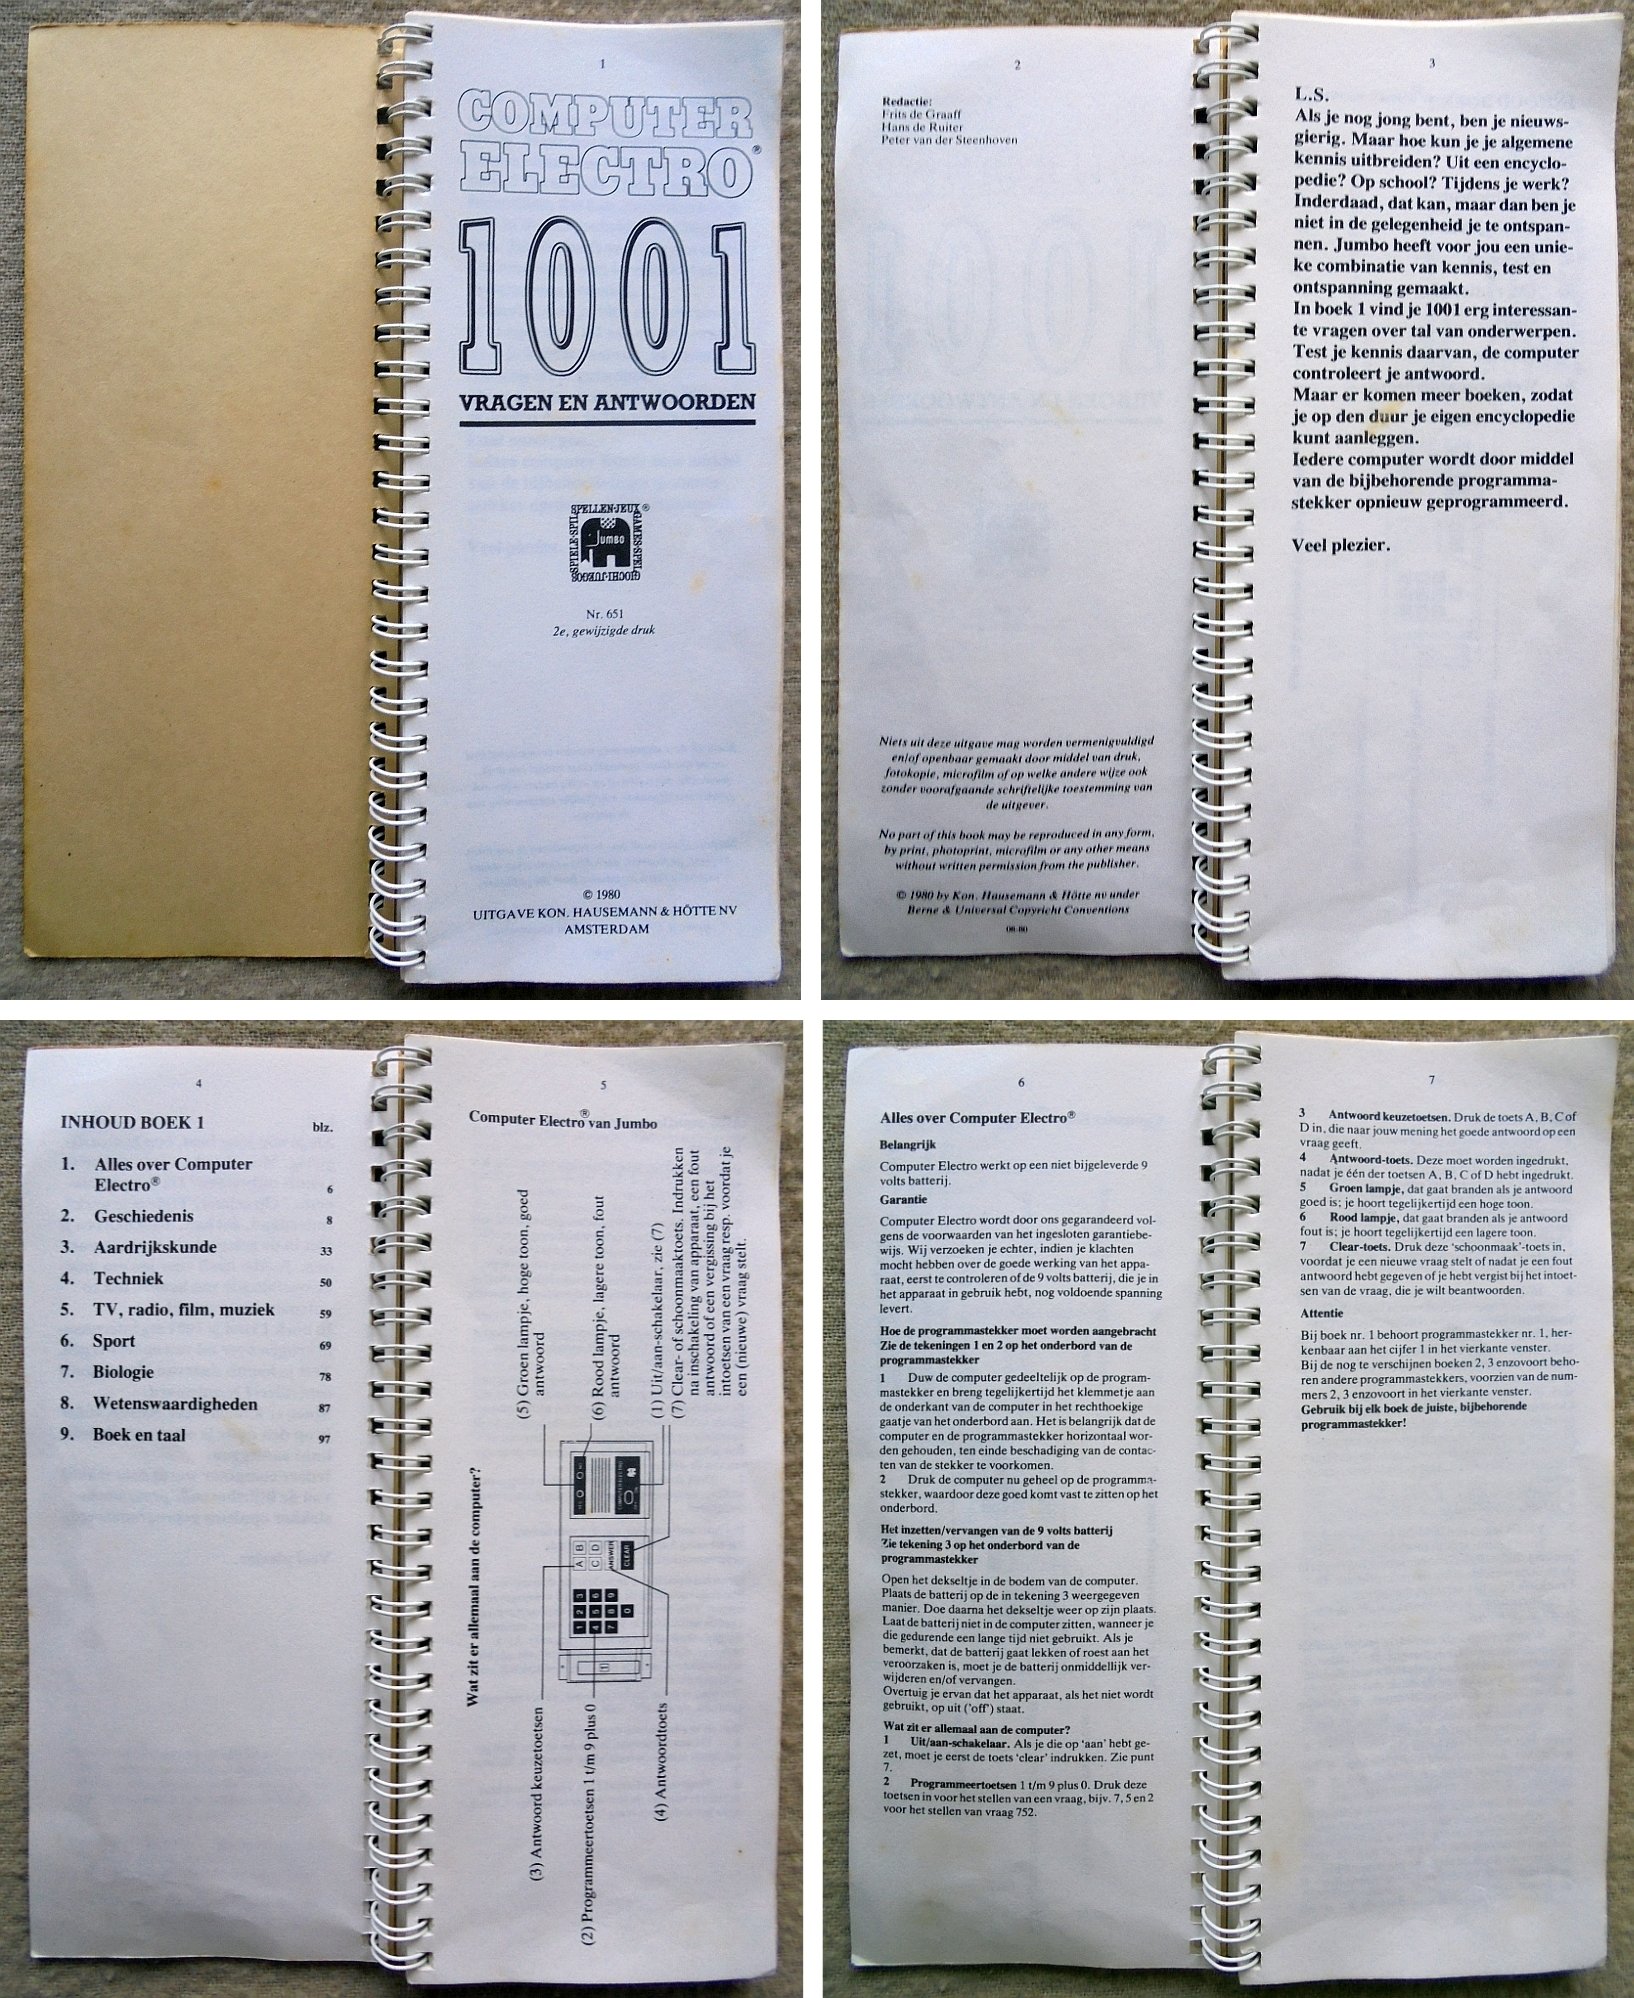 1
COMPUTER
ELECTRO®
1001
VRAGEN EN ANTWOORDEN
SPELLEN·JEUX ®
GAMES·SPEL
GIOCHI·JUEGOS
SPIELE·SPIL
Jumbo
Nr. 651
2e, gewijzigde druk
© 1980
UITGAVE KON. HAUSEMANN & HÖTTE NV
AMSTERDAM
2
Redactie:
Frits de Graaff
Hans de Ruiter
Peter van der Steenhoven
Niets uit deze uitgave mag worden vermenigvuldigd
en/of openbaar gemaakt door middel van druk,
fotokopie, microfilm of op welke andere wijze ook
zonder voorafgaande schriftelijke toestemming van
de uitgever.
No part of this book may be reproduced in any form,
by print, photoprint, microfilm or any other means
without written permission from the publisher.
© 1980 by Kon. Hausemann & Hötte nv under
Berne & Universal Copyright Conventions
08-80
3
L.S.
Als je nog jong bent, ben je nieuws-
gierig. Maar hoe kun je je algemene
kennis uitbreiden? Uit een encyclo-
pedie? Op school? Tijdens je werk?
Inderdaad, dat kan, maar dan ben je
niet in de gelegenheid je te ontspan-
nen. Jumbo heeft voor jou een unie-
ke combinatie van kennis, test en
ontspanning gemaakt.
In boek 1 vind je 1001 erg interessan-
te vragen over tal van onderwerpen.
Test je kennis daarvan, de computer
controleert je antwoord.
Maar er komen meer boeken, zodat
je op den duur je eigen encyclopedie
kunt aanleggen.
Iedere computer wordt door middel
van de bijbehorende programma-
stekker opnieuw geprogrammeerd.
Veel plezier.
4
INHOUD BOEK 1 blz.
1. Alles over Computer
Electro® 6
2. Geschiedenis 8
3. Aardrijkskunde 33
4. Techniek 50
5. TV, radio, film, muziek 59
6. Sport 69
7. Biologie 78
8. Wetenswaardigheden 87
9. Boek en taal 97
5
Computer Electro® van Jumbo
Wat zit er allemaal aan de computer?
(3) Antwoord keuzetoetsen
(2) Programmeertoetsen 1 t/m 9 plus 0
(4) Antwoordtoets
1 2 3
4 5 6
7 8 9
0
A B
C D
ANSWER
CLEAR
(5) Groen lampje, hoge toon, goed
antwoord
(6) Rood lampje, lagere toon, fout
antwoord
(1) Uit/aan-schakelaar, zie (7)
(7) Clear- of schoonmaaktoets. Indrukken
na inschakeling van apparaat, een fout
antwoord of een vergissing bij het
intoetsen van een vraag resp. voordat je
een (nieuwe) vraag stelt.
6
Alles over Computer Electro®
Belangrijk
Computer Electro werkt op een niet bijgeleverde 9
volts batterij.
Garantie
Computer Electro wordt door ons gegarandeerd vol-
gens de voorwaarden van het ingesloten garantiebe-
wijs. Wij verzoeken je echter, indien je klachten
mocht hebben over de goede werking van het appa-
raat, eerst te controleren of de 9 volts batterij, die je in
het apparaat in gebruik hebt, nog voldoende spanning
levert.
Hoe de programmastekker moet worden aangebracht
Zie de tekeningen 1 en 2 op het onderbord van de
programmastekker
1 Duw de computer gedeeltelijk op de program-
mastekker en breng tegelijkertijd het klemmetje aan
de onderkant van de computer in het rechthoekige
gaatje van het onderbord aan. Het is belangrijk dat de
computer en de programmastekker horizontaal wor-
den gehouden, ten einde beschadiging van de contac-
ten van de stekker te voorkomen.
2 Druk de computer nu geheel op de programma-
stekker, waardoor deze goed komt vast te zitten op het
onderbord.
Het inzetten/vervangen van de 9 volts batterij
Zie tekening 3 op het onderbord van de
programmastekker
Open het dekseltje in de bodem van de computer.
Plaats de batterij op de in tekening 3 weergegeven
manier. Doe daarna het dekseltje weer op zijn plaats.
Laat de batterij niet in de computer zitten, wanneer je
die gedurende een lange tijd niet gebruikt. Als je
bemerkt, dat de batterij gaat lekken of roest aan het
veroorzaken is, moet je de batterij onmiddellijk ver-
wijderen en/of vervangen.
Overtuig je ervan dat het apparaat, als het niet wordt
gebruikt, op uit ('off') staat.
Wat zit er allemaal aan de computer?
1 Uit/aan-schakelaar. Als je die op 'aan' hebt ge-
zet, moet je eerst de toets 'clear' indrukken. Zie punt
7.
2 Programmeertoetsen 1 t/m 9 plus 0. Druk deze
toetsen in voor het stellen van een vraag, bijv. 7, 5 en 2
voor het stellen van vraag 752.
7
3 Antwoord keuzetoetsen. Druk de toets A, B, C of
D in, die naar jouw mening het goede antwoord op een
vraag geeft.
4 Antwoord-toets. Deze moet worden ingedrukt,
nadat je één der toetsen A, B, C of D hebt ingedrukt.
5 Groen lampje, dat gaat branden als je antwoord
goed is; je hoort tegelijkertijd een hoge toon.
6 Rood lampje, dat gaat branden als je antwoord
fout is; je hoort tegelijkertijd een lagere toon.
7 Clear-toets. Druk deze 'schoonmaak'-toets in,
voordat je een nieuwe vraag stelt of nadat je een fout
antwoord hebt gegeven of je hebt vergist bij het intoet-
sen van de vraag, die je wilt beantwoorden.
Attentie
Bij boek nr. 1 behoort programmastekker nr. 1, her-
kenbaar aan het cijfer 1 in het vierkante venster.
Bij de nog te verschijnen boeken 2, 3 enzovoort beho-
ren andere programmastekkers, voorzien van de num-
mers 2, 3 enzovoort in het vierkante venster.
Gebruik bij elk boek de juiste, bijbehorende
programmastekker!